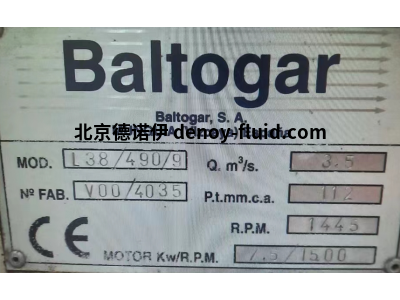 Baltogar
Baltogar, S. A.
北京德诺伊 denoy-fluid.com
MOD. L38/490/9 Q. m³/s. 3.5
Nº FAB. V00/4035 P.t.mm.c.a. 112
R.P.M. 1445
CE MOTOR Kw/R.P.M. 7.5/1500